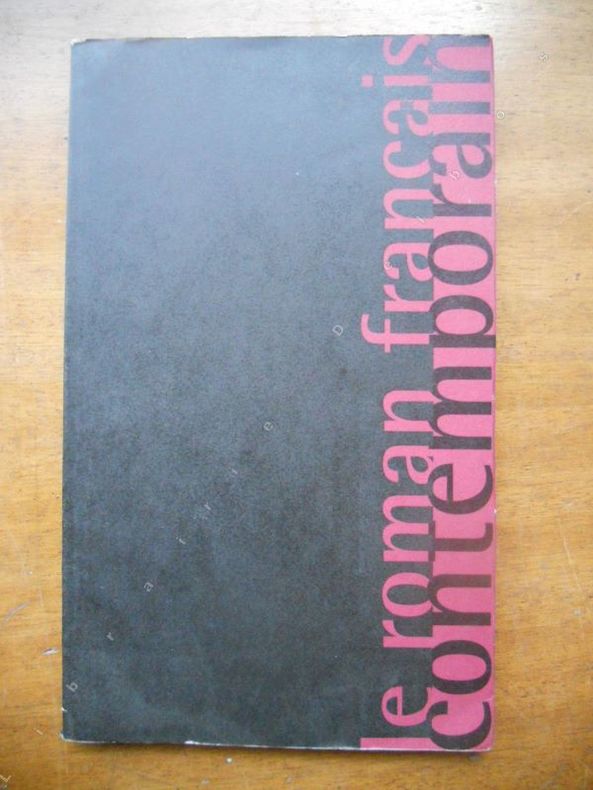 le roman français
contemporain